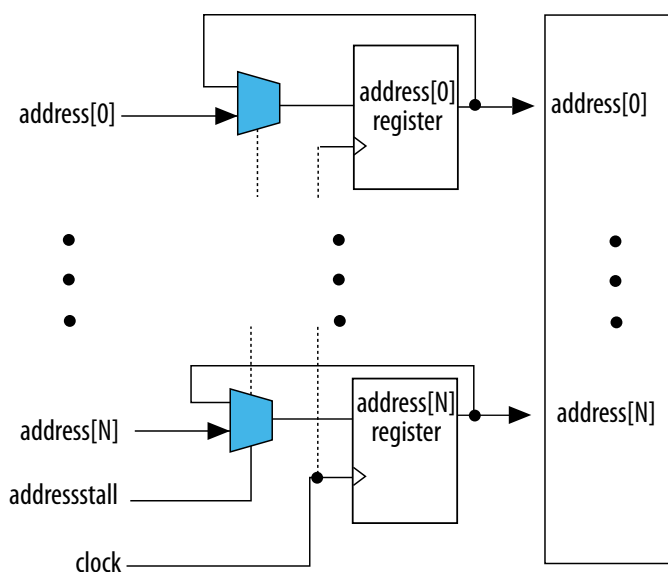 address[0]
address[0]
register
address[0]
address[N]
address[N]
register
address[N]
addressstall
clock